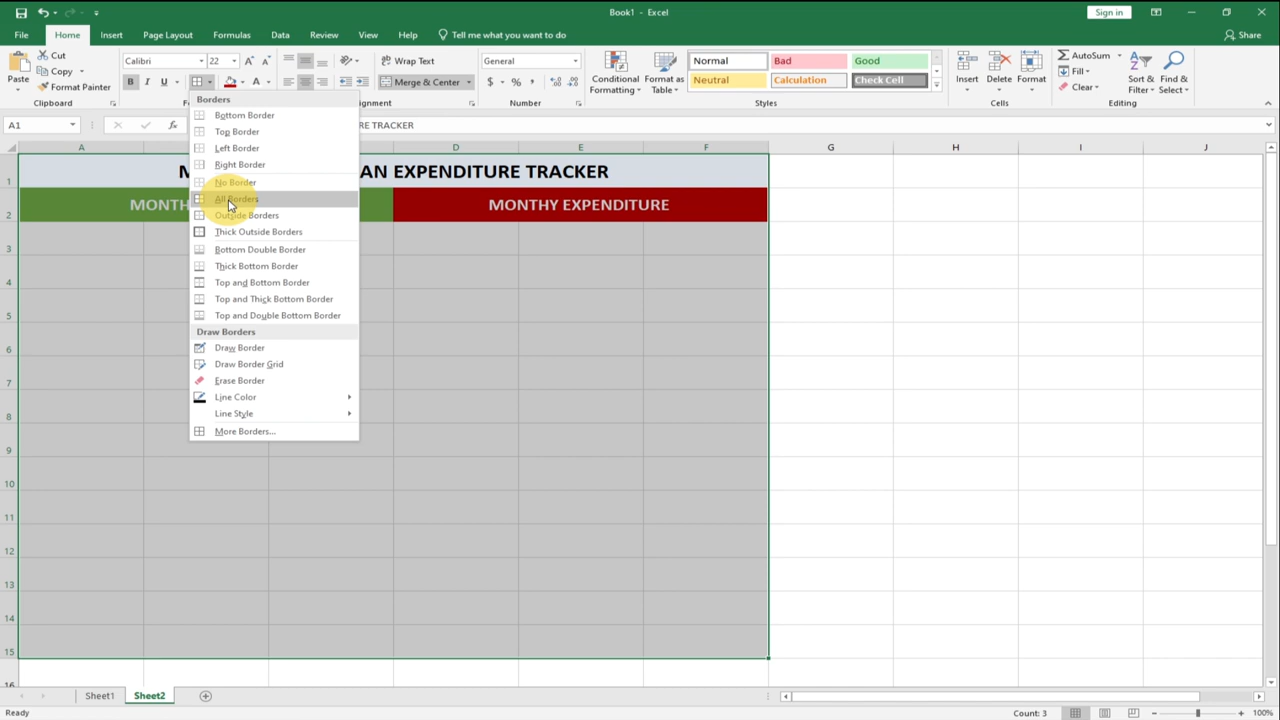 Book1 - Excel
Sign in
File Home Insert Page Layout Formulas Data Review View Help Tell me what you want to do
Share
Paste
Cut
Copy
Format Painter
Clipboard
Calibri 22
B I U
Wrap Text
Merge & Center
General
$ % ,
Number
Conditional Formatting
Format as Table
Normal Bad Good
Neutral Calculation Check Cell
Styles
Insert Delete Format
Cells
AutoSum
Fill
Clear
Sort & Filter
Find & Select
Editing
A1
fx
RE TRACKER
Borders
Bottom Border
Top Border
Left Border
Right Border
No Border
All Borders
Outside Borders
Thick Outside Borders
Bottom Double Border
Thick Bottom Border
Top and Bottom Border
Top and Thick Bottom Border
Top and Double Bottom Border
Draw Borders
Draw Border
Draw Border Grid
Erase Border
Line Color
Line Style
More Borders...
A D E F G H I J
1
AN EXPENDITURE TRACKER
2
MONTH
MONTHY EXPENDITURE
3
4
5
6
7
8
9
10
11
12
13
14
15
16
Sheet1 Sheet2
Ready
Count: 3
100%